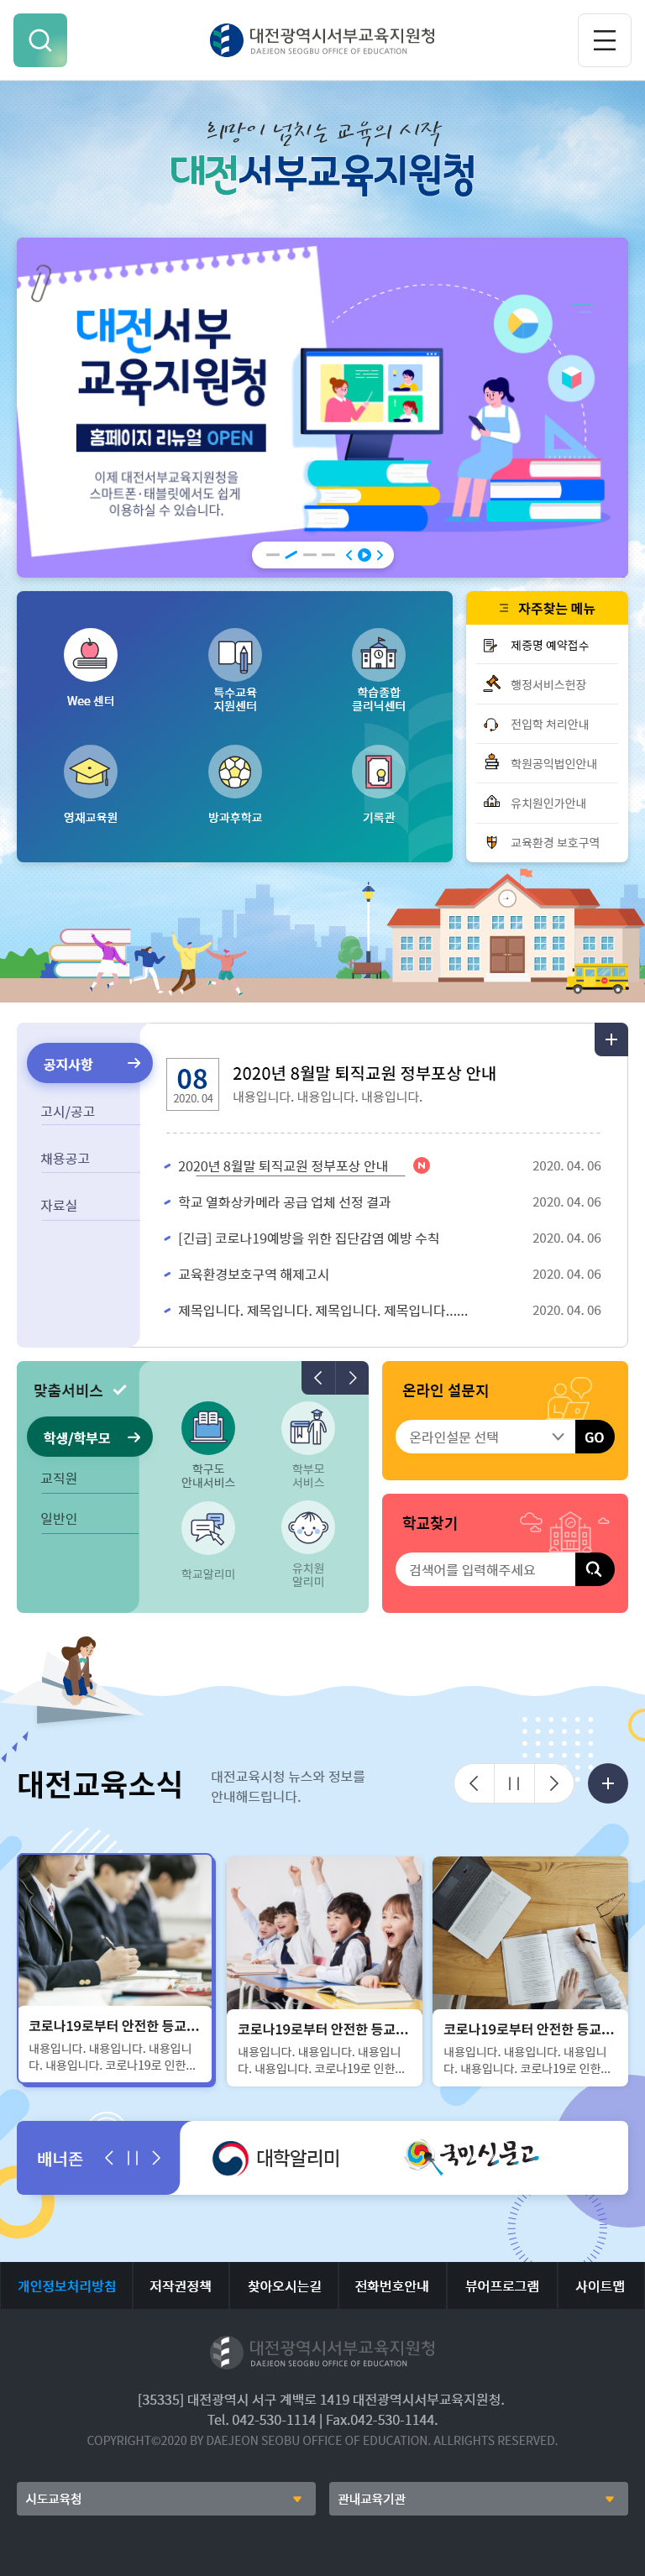 대전광역시서부교육지원청
DAEJEON SEOGBU OFFICE OF EDUCATION
희망이 넘치는 교육의 시작
대전서부교육지원청
대전서부
교육지원청
홈페이지 리뉴얼 OPEN
이제 대전서부교육지원청을
스마트폰·태블릿에서도 쉽게
이용하실 수 있습니다.
Wee 센터
특수교육
지원센터
학습종합
클리닉센터
영재교육원
방과후학교
기록관
자주찾는 메뉴
제증명 예약접수
행정서비스헌장
전입학 처리안내
학원공익법인안내
유치원인가안내
교육환경 보호구역
공지사항
고시/공고
채용공고
자료실
08
2020. 04
2020년 8월말 퇴직교원 정부포상 안내
내용입니다. 내용입니다. 내용입니다.
2020년 8월말 퇴직교원 정부포상 안내 N 2020. 04. 06
학교 열화상카메라 공급 업체 선정 결과 2020. 04. 06
[긴급] 코로나19예방을 위한 집단감염 예방 수칙 2020. 04. 06
교육환경보호구역 해제고시 2020. 04. 06
제목입니다. 제목입니다. 제목입니다. 제목입니다...... 2020. 04. 06
맞춤서비스
학생/학부모
교직원
일반인
학구도
안내서비스
학부모
서비스
학교알리미
유치원
알리미
온라인 설문지
온라인설문 선택 GO
학교찾기
검색어를 입력해주세요
대전교육소식
대전교육시청 뉴스와 정보를
안내해드립니다.
코로나19로부터 안전한 등교...
내용입니다. 내용입니다. 내용입니
다. 내용입니다. 코로나19로 인한...
코로나19로부터 안전한 등교...
내용입니다. 내용입니다. 내용입니
다. 내용입니다. 코로나19로 인한...
코로나19로부터 안전한 등교...
내용입니다. 내용입니다. 내용입니
다. 내용입니다. 코로나19로 인한...
배너존
대학알리미
국민신문고
개인정보처리방침 저작권정책 찾아오시는길 전화번호안내 뷰어프로그램 사이트맵
대전광역시서부교육지원청
DAEJEON SEOGBU OFFICE OF EDUCATION
[35335] 대전광역시 서구 계백로 1419 대전광역시서부교육지원청.
Tel. 042-530-1114 | Fax.042-530-1144.
COPYRIGHT©2020 BY DAEJEON SEOBU OFFICE OF EDUCATION. ALLRIGHTS RESERVED.
시도교육청
관내교육기관